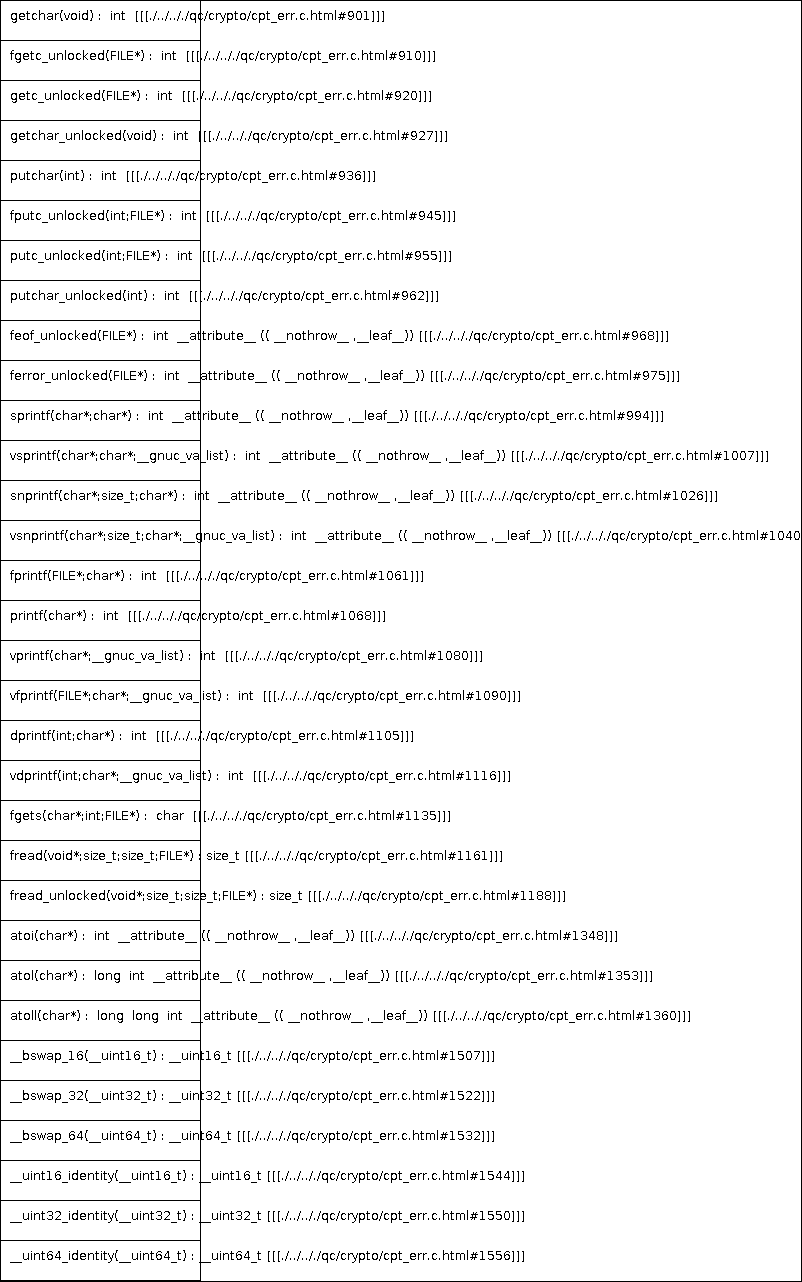 getchar(void) : int [[[./../.././qc/crypto/cpt_err.c.html#901]]]
fgetc_unlocked(FILE*) : int [[[./../.././qc/crypto/cpt_err.c.html#910]]]
getc_unlocked(FILE*) : int [[[./../.././qc/crypto/cpt_err.c.html#920]]]
getchar_unlocked(void) : int [[[./../.././qc/crypto/cpt_err.c.html#927]]]
putchar(int) : int [[[./../.././qc/crypto/cpt_err.c.html#936]]]
fputc_unlocked(int;FILE*) : int [[[./../.././qc/crypto/cpt_err.c.html#945]]]
putc_unlocked(int;FILE*) : int [[[./../.././qc/crypto/cpt_err.c.html#955]]]
putchar_unlocked(int) : int [[[./../.././qc/crypto/cpt_err.c.html#962]]]
feof_unlocked(FILE*) : int __attribute__ (( __nothrow__ ,__leaf__)) [[[./../.././qc/crypto/cpt_err.c.html#968]]]
ferror_unlocked(FILE*) : int __attribute__ (( __nothrow__ ,__leaf__)) [[[./../.././qc/crypto/cpt_err.c.html#975]]]
sprintf(char*;char*) : int __attribute__ (( __nothrow__ ,__leaf__)) [[[./../.././qc/crypto/cpt_err.c.html#994]]]
vsprintf(char*;char*;__gnuc_va_list) : int __attribute__ (( __nothrow__ ,__leaf__)) [[[./../.././qc/crypto/cpt_err.c.html#1007]]]
snprintf(char*;size_t;char*) : int __attribute__ (( __nothrow__ ,__leaf__)) [[[./../.././qc/crypto/cpt_err.c.html#1026]]]
vsnprintf(char*;size_t;char*;__gnuc_va_list) : int __attribute__ (( __nothrow__ ,__leaf__)) [[[./../.././qc/crypto/cpt_err.c.html#1040
fprintf(FILE*;char*) : int [[[./../.././qc/crypto/cpt_err.c.html#1061]]]
printf(char*) : int [[[./../.././qc/crypto/cpt_err.c.html#1068]]]
vprintf(char*;__gnuc_va_list) : int [[[./../.././qc/crypto/cpt_err.c.html#1080]]]
vfprintf(FILE*;char*;__gnuc_va_list) : int [[[./../.././qc/crypto/cpt_err.c.html#1090]]]
dprintf(int;char*) : int [[[./../.././qc/crypto/cpt_err.c.html#1105]]]
vdprintf(int;char*;__gnuc_va_list) : int [[[./../.././qc/crypto/cpt_err.c.html#1116]]]
fgets(char*;int;FILE*) : char [[[./../.././qc/crypto/cpt_err.c.html#1135]]]
fread(void*;size_t;size_t;FILE*) : size_t [[[./../.././qc/crypto/cpt_err.c.html#1161]]]
fread_unlocked(void*;size_t;size_t;FILE*) : size_t [[[./../.././qc/crypto/cpt_err.c.html#1188]]]
atoi(char*) : int __attribute__ (( __nothrow__ ,__leaf__)) [[[./../.././qc/crypto/cpt_err.c.html#1348]]]
atol(char*) : long int __attribute__ (( __nothrow__ ,__leaf__)) [[[./../.././qc/crypto/cpt_err.c.html#1353]]]
atoll(char*) : long long int __attribute__ (( __nothrow__ ,__leaf__)) [[[./../.././qc/crypto/cpt_err.c.html#1360]]]
__bswap_16(__uint16_t) : __uint16_t [[[./../.././qc/crypto/cpt_err.c.html#1507]]]
__bswap_32(__uint32_t) : __uint32_t [[[./../.././qc/crypto/cpt_err.c.html#1522]]]
__bswap_64(__uint64_t) : __uint64_t [[[./../.././qc/crypto/cpt_err.c.html#1532]]]
__uint16_identity(__uint16_t) : __uint16_t [[[./../.././qc/crypto/cpt_err.c.html#1544]]]
__uint32_identity(__uint32_t) : __uint32_t [[[./../.././qc/crypto/cpt_err.c.html#1550]]]
__uint64_identity(__uint64_t) : __uint64_t [[[./../.././qc/crypto/cpt_err.c.html#1556]]]